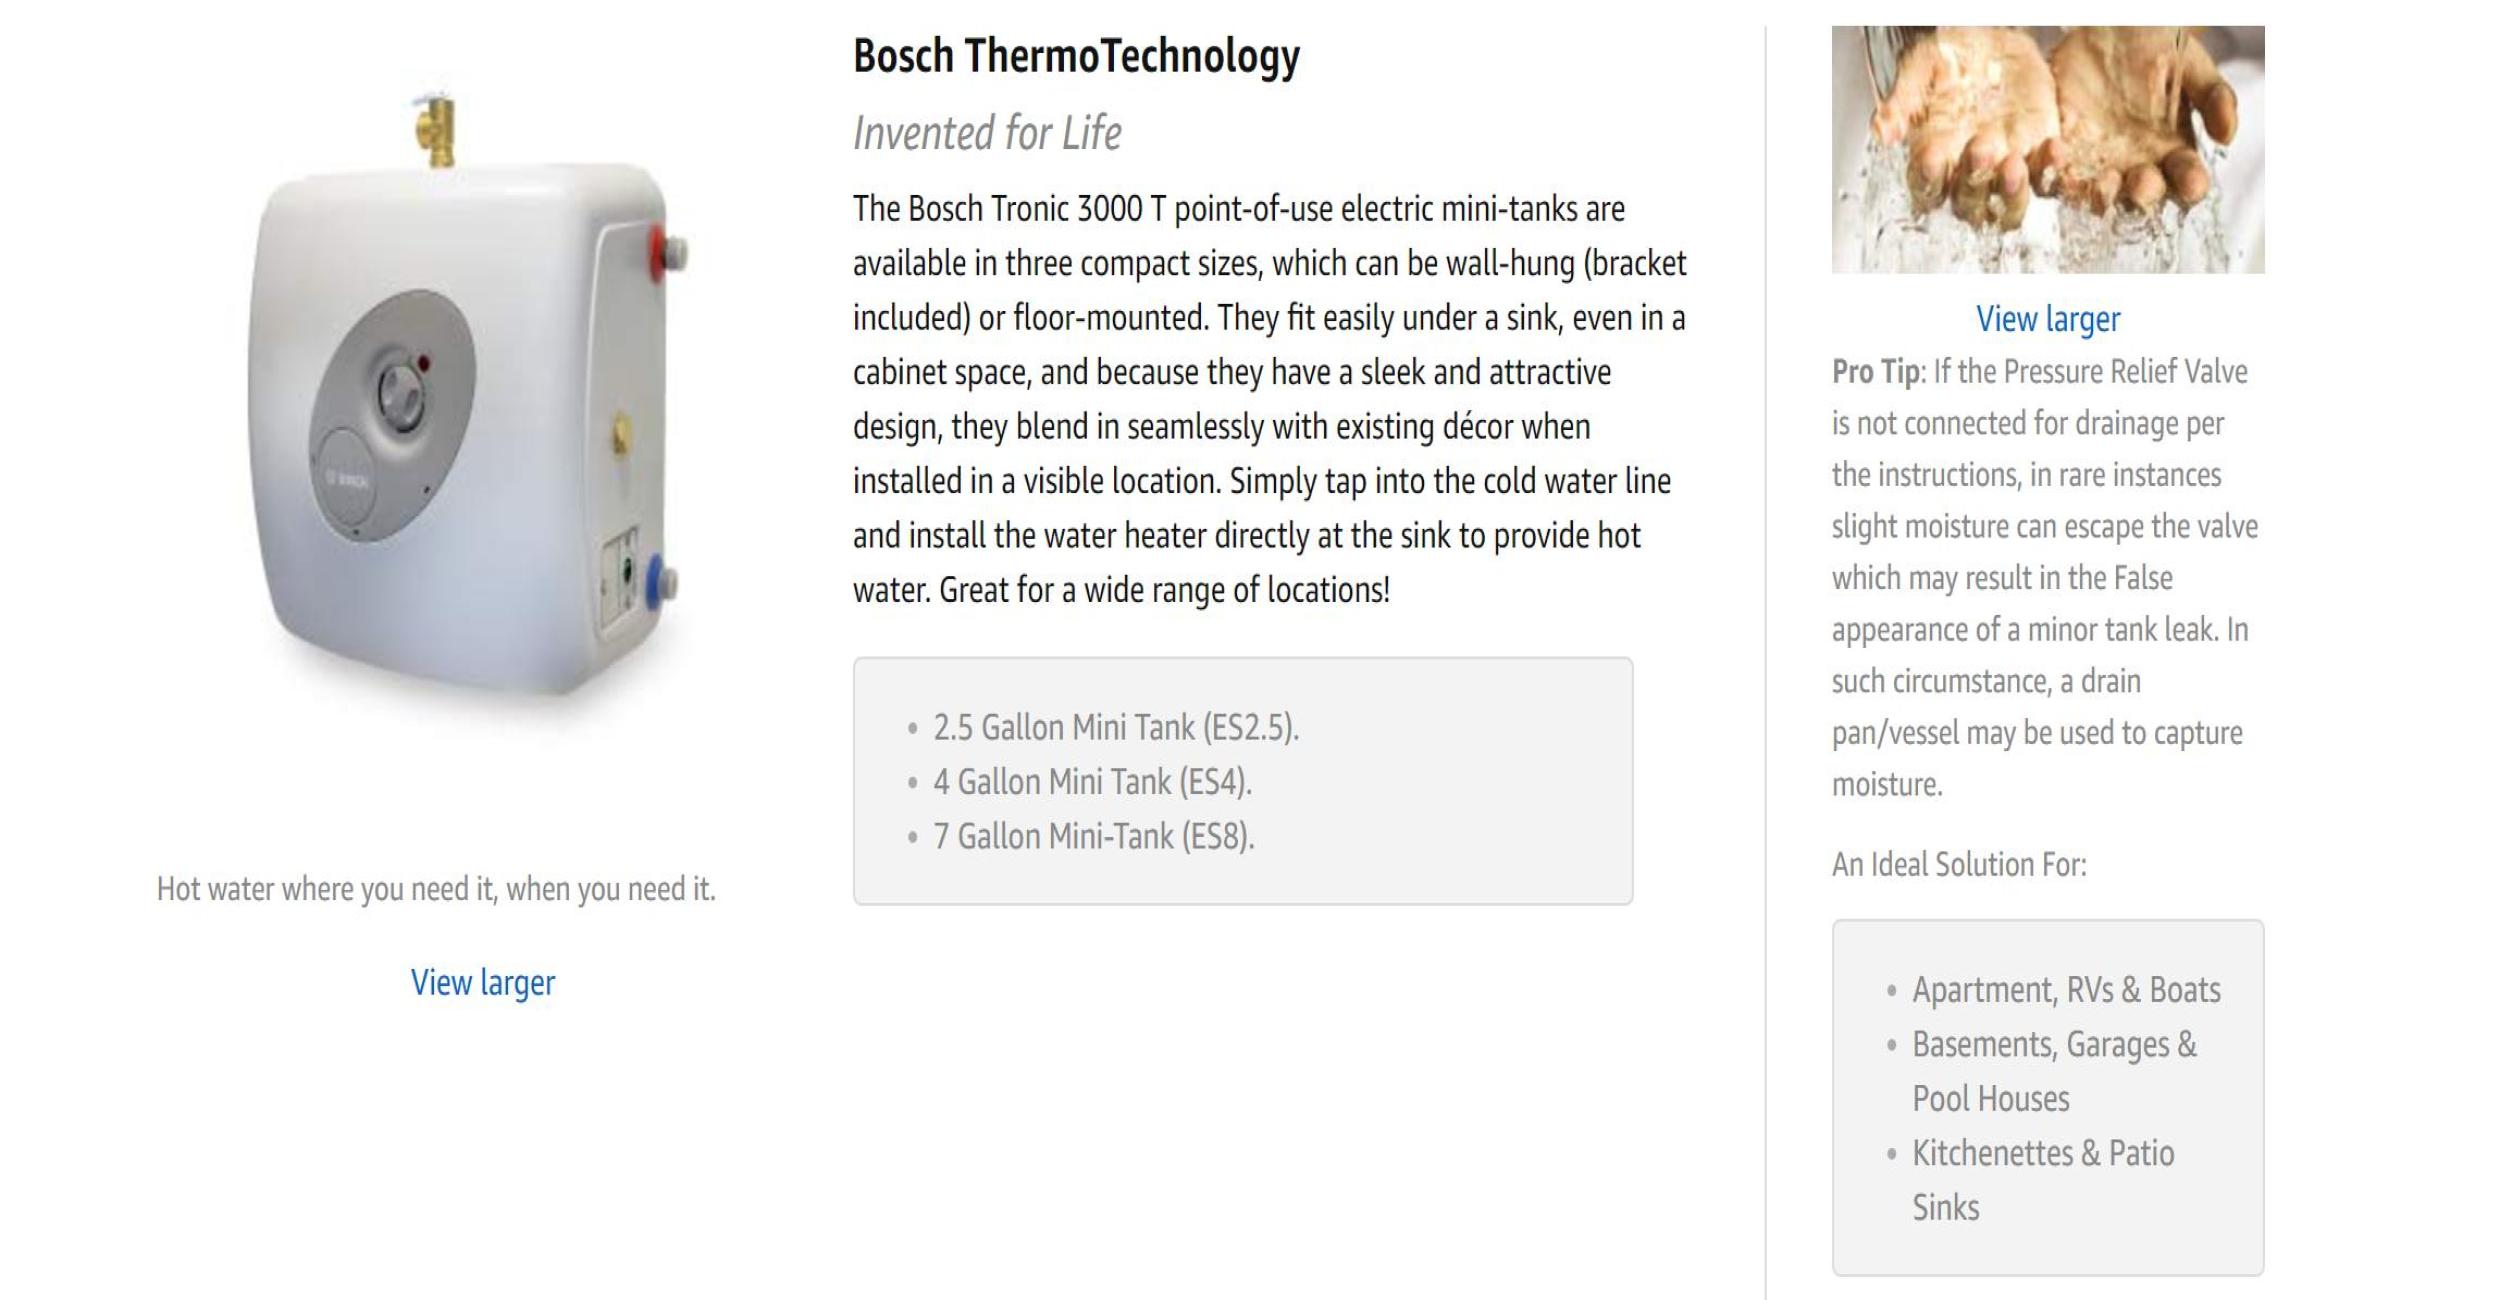 Bosch ThermoTechnology
Invented for Life
The Bosch Tronic 3000 T point-of-use electric mini-tanks are
available in three compact sizes, which can be wall-hung (bracket
included) or floor-mounted. They fit easily under a sink, even in a
cabinet space, and because they have a sleek and attractive
design, they blend in seamlessly with existing décor when
installed in a visible location. Simply tap into the cold water line
and install the water heater directly at the sink to provide hot
water. Great for a wide range of locations!
• 2.5 Gallon Mini Tank (ES2.5).
• 4 Gallon Mini Tank (ES4).
• 7 Gallon Mini-Tank (ES8).
BOSCH
Hot water where you need it, when you need it.
View larger
View larger
Pro Tip: If the Pressure Relief Valve
is not connected for drainage per
the instructions, in rare instances
slight moisture can escape the valve
which may result in the False
appearance of a minor tank leak. In
such circumstance, a drain
pan/vessel may be used to capture
moisture.
An Ideal Solution For:
• Apartment, RVs & Boats
• Basements, Garages &
Pool Houses
• Kitchenettes & Patio
Sinks